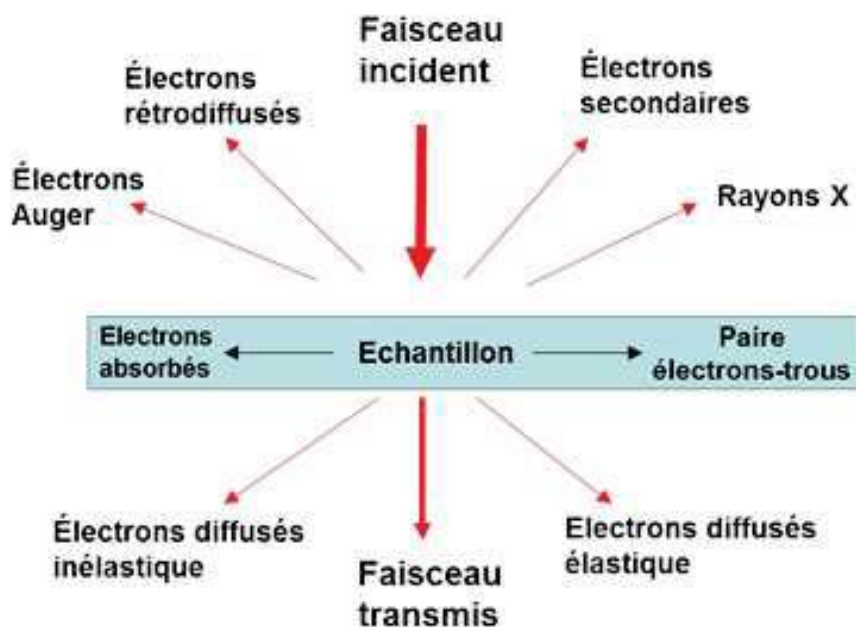 Faisceau
incident
Électrons
rétrodiffusés
Électrons
secondaires
Électrons
Auger
Rayons X
Electrons
absorbés
Echantillon
Paire
électrons-trous
Électrons diffusés
inélastique
Faisceau
transmis
Electrons diffusés
élastique